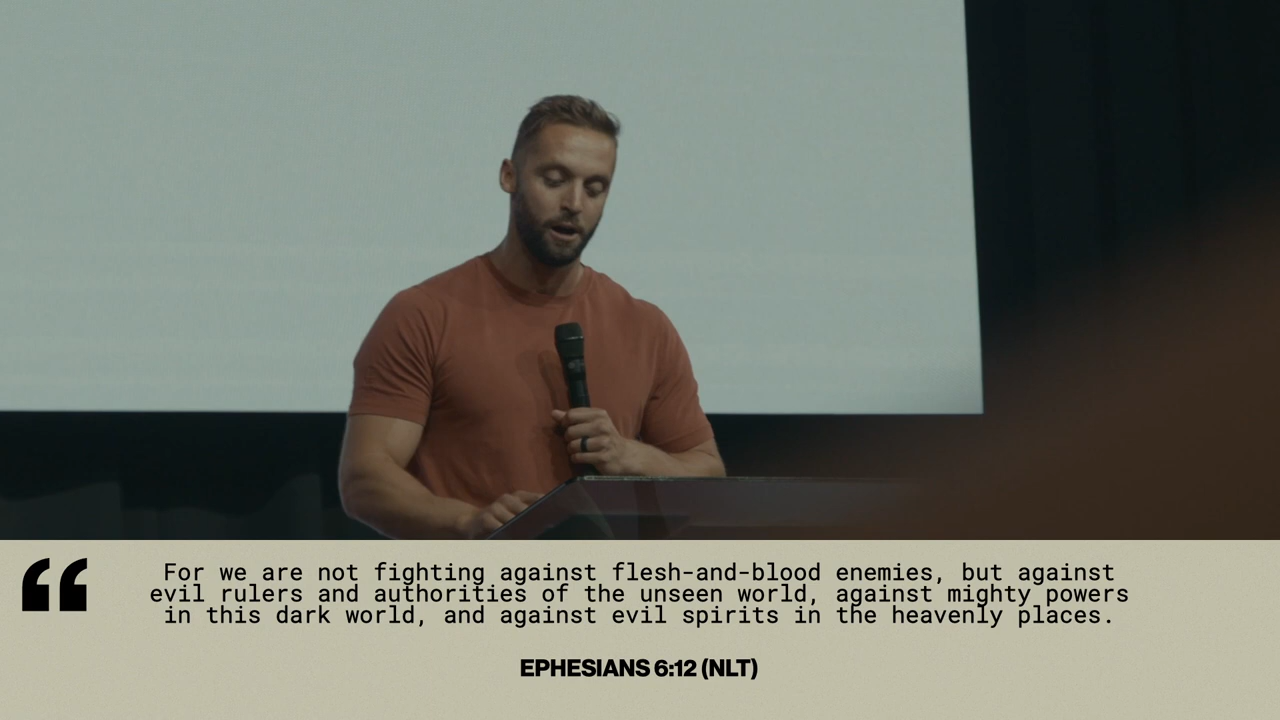 “
For we are not fighting against flesh-and-blood enemies, but against
evil rulers and authorities of the unseen world, against mighty powers
in this dark world, and against evil spirits in the heavenly places.
EPHESIANS 6:12 (NLT)